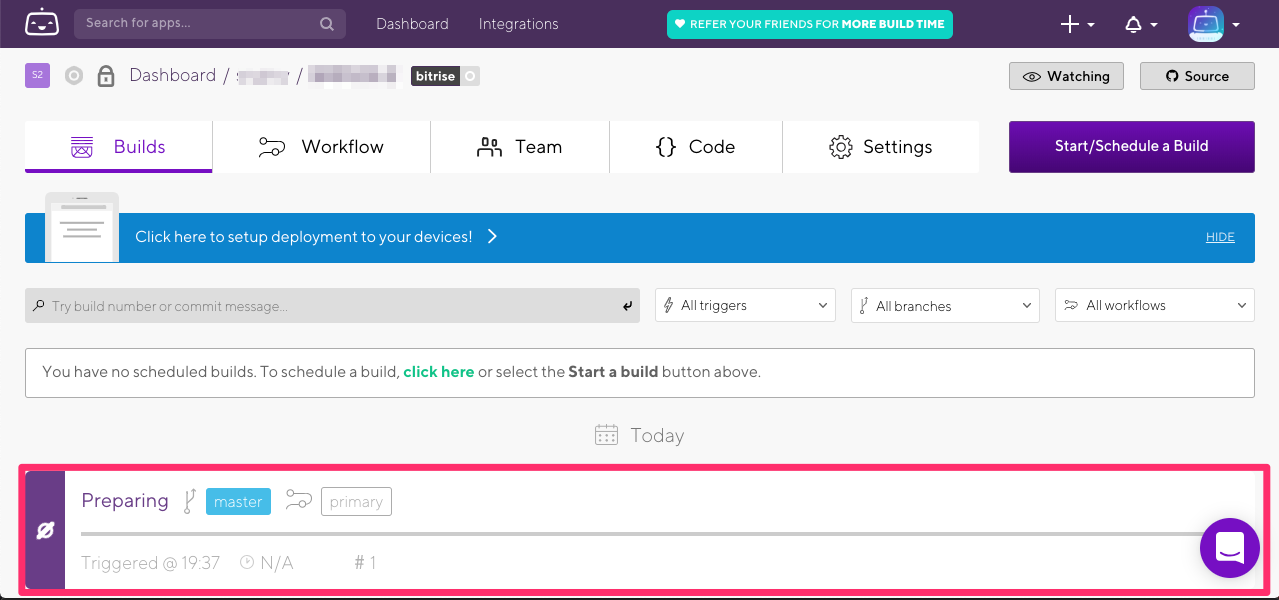 Search for apps...
Dashboard
Integrations
REFER YOUR FRIENDS FOR MORE BUILD TIME
S2
Dashboard / /
bitrise
Watching
Source
Builds
Workflow
Team
Code
Settings
Start/Schedule a Build
Click here to setup deployment to your devices!
HIDE
Try build number or commit message...
All triggers
All branches
All workflows
You have no scheduled builds. To schedule a build, click here or select the Start a build button above.
Today
Preparing
master
primary
Triggered @ 19:37
N/A
# 1